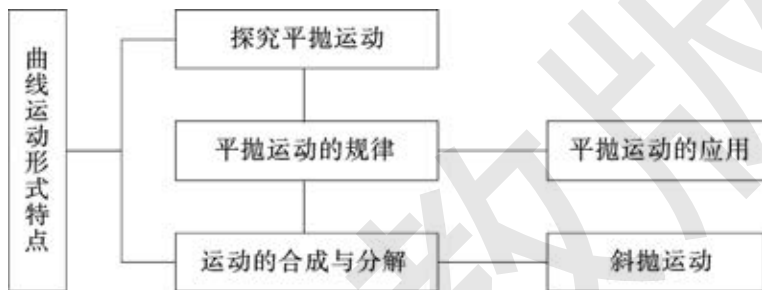 曲线运动形式特点
探究平抛运动
平抛运动的规律
平抛运动的应用
运动的合成与分解
斜抛运动
教版